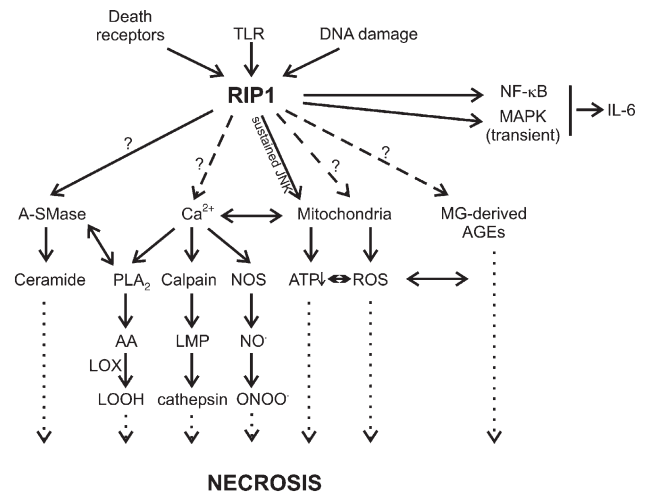 Death
receptors
TLR
DNA damage
RIP1
NF-κB
MAPK
(transient)
IL-6
?
?
sustained JNK
?
?
A-SMase
Ca2+
Mitochondria
MG-derived
AGEs
Ceramide
PLA2
Calpain
NOS
ATP↓
ROS
AA
LMP
NO·
LOX
LOOH
cathepsin
ONOO·
NECROSIS